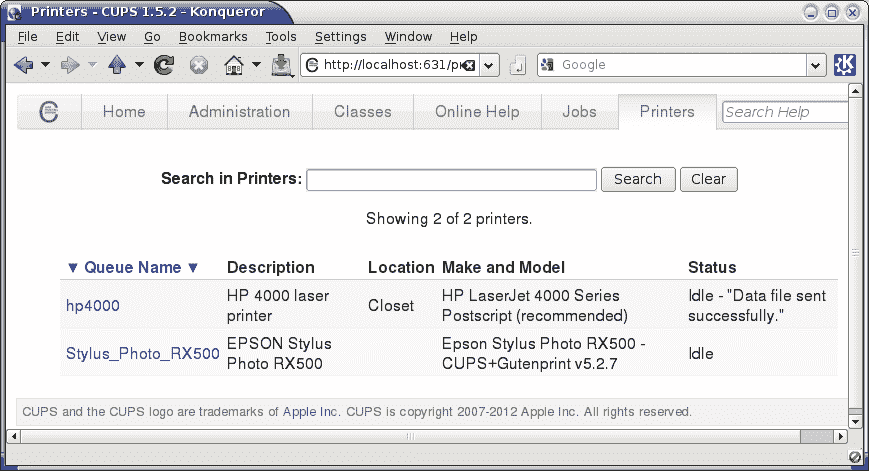 Printers - CUPS 1.5.2 - Konqueror
File Edit View Go Bookmarks Tools Settings Window Help
http://localhost:631/p Google
Home Administration Classes Online Help Jobs Printers Search Help
Search in Printers: Search Clear
Showing 2 of 2 printers.
▼ Queue Name ▼ Description Location Make and Model Status
hp4000 HP 4000 laser printer Closet HP LaserJet 4000 Series Postscript (recommended) Idle - "Data file sent successfully."
Stylus_Photo_RX500 EPSON Stylus Photo RX500 Epson Stylus Photo RX500 - CUPS+Gutenprint v5.2.7 Idle
CUPS and the CUPS logo are trademarks of Apple Inc. CUPS is copyright 2007-2012 Apple Inc. All rights reserved.